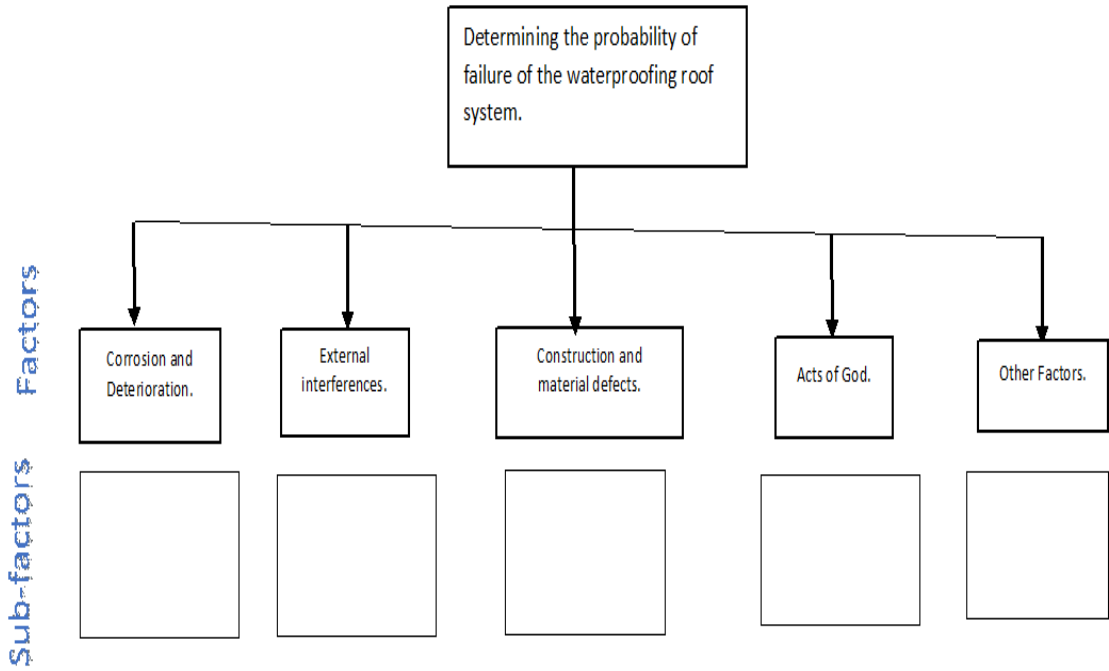 Determining the probability of
failure of the waterproofing roof
system.
Factors
Corrosion and
Deterioration.
External
interferences.
Construction and
material defects.
Acts of God.
Other Factors.
Sub-factors